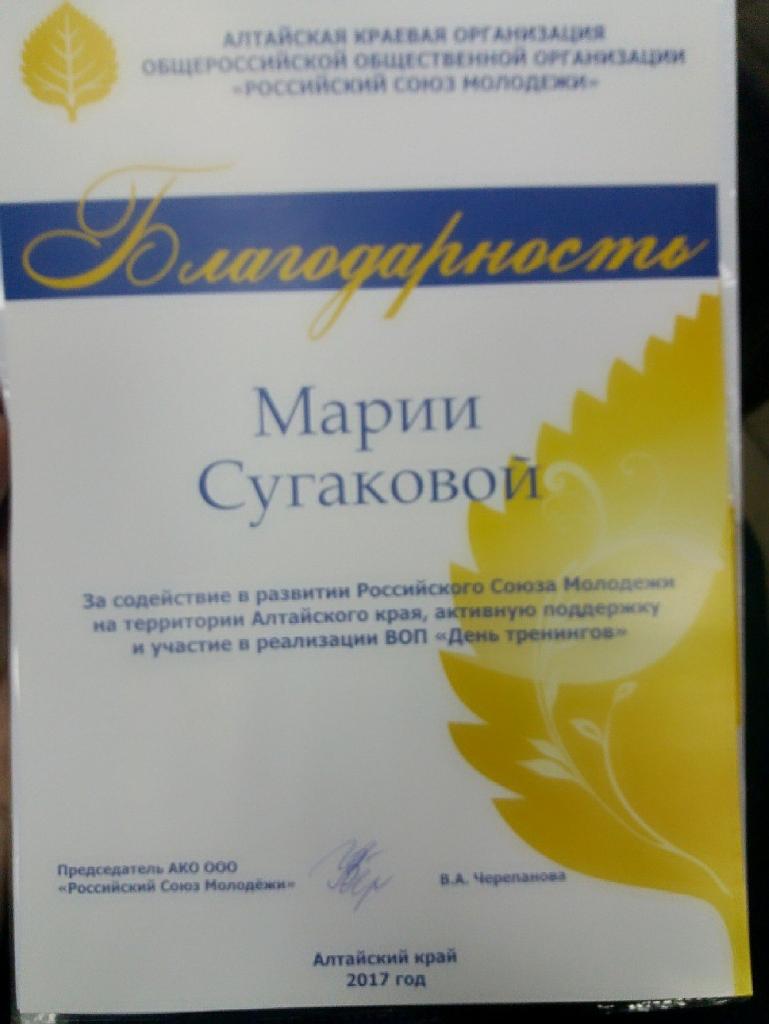 АЛТАЙСКАЯ КРАЕВАЯ ОРГАНИЗАЦИЯ
ОБЩЕРОССИЙСКОЙ ОБЩЕСТВЕННОЙ ОРГАНИЗАЦИИ
«РОССИЙСКИЙ СОЮЗ МОЛОДЕЖИ»
Благодарность
Марии
Сугаковой
За содействие в развитии Российского Союза Молодежи
на территории Алтайского края, активную поддержку
и участие в реализации ВОП «День тренингов»
Председатель АКО ООО
«Российский Союз Молодёжи»
В.А. Черепанова
Алтайский край
2017 год